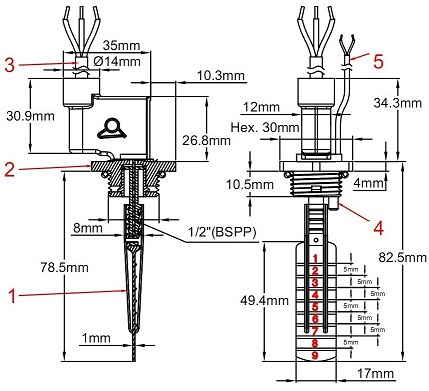 35mm
3
Ø14mm
10.3mm
30.9mm
26.8mm
2
8mm
1/2"(BSPP)
78.5mm
1
1mm
5
12mm
34.3mm
Hex. 30mm
10.5mm
4mm
4
82.5mm
49.4mm
1
2 5mm
3 5mm
4 5mm
5 5mm
6 5mm
7 5mm
8 5mm
9
17mm